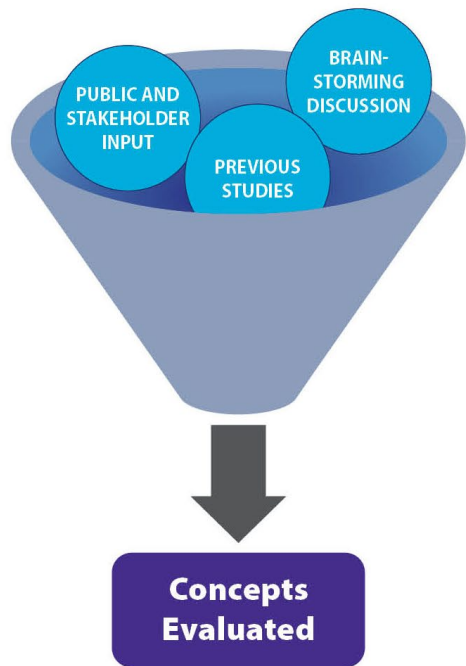 PUBLIC AND
STAKEHOLDER
INPUT
PREVIOUS
STUDIES
BRAIN-
STORMING
DISCUSSION
Concepts
Evaluated